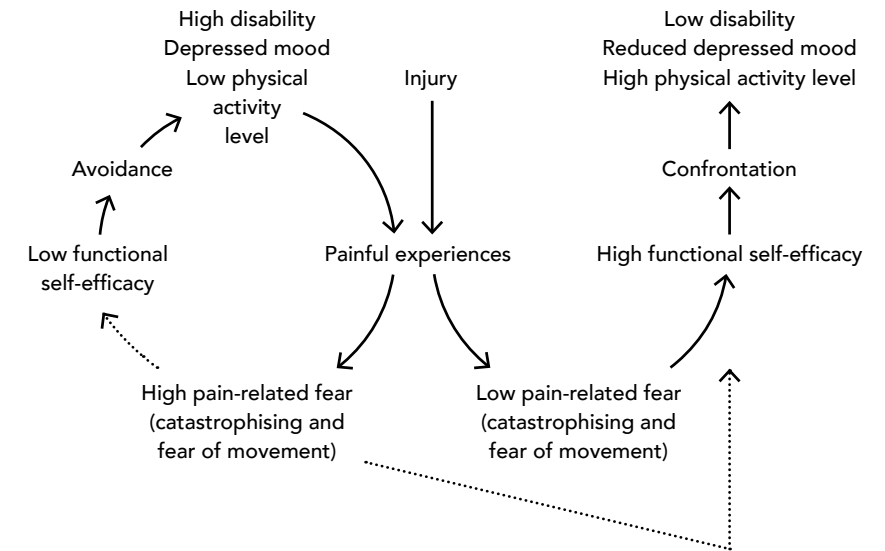 High disability
Depressed mood
Low physical
activity
level
Injury
Low disability
Reduced depressed mood
High physical activity level
Avoidance
Confrontation
Low functional
self-efficacy
Painful experiences
High functional self-efficacy
High pain-related fear
(catastrophising and
fear of movement)
Low pain-related fear
(catastrophising and
fear of movement)